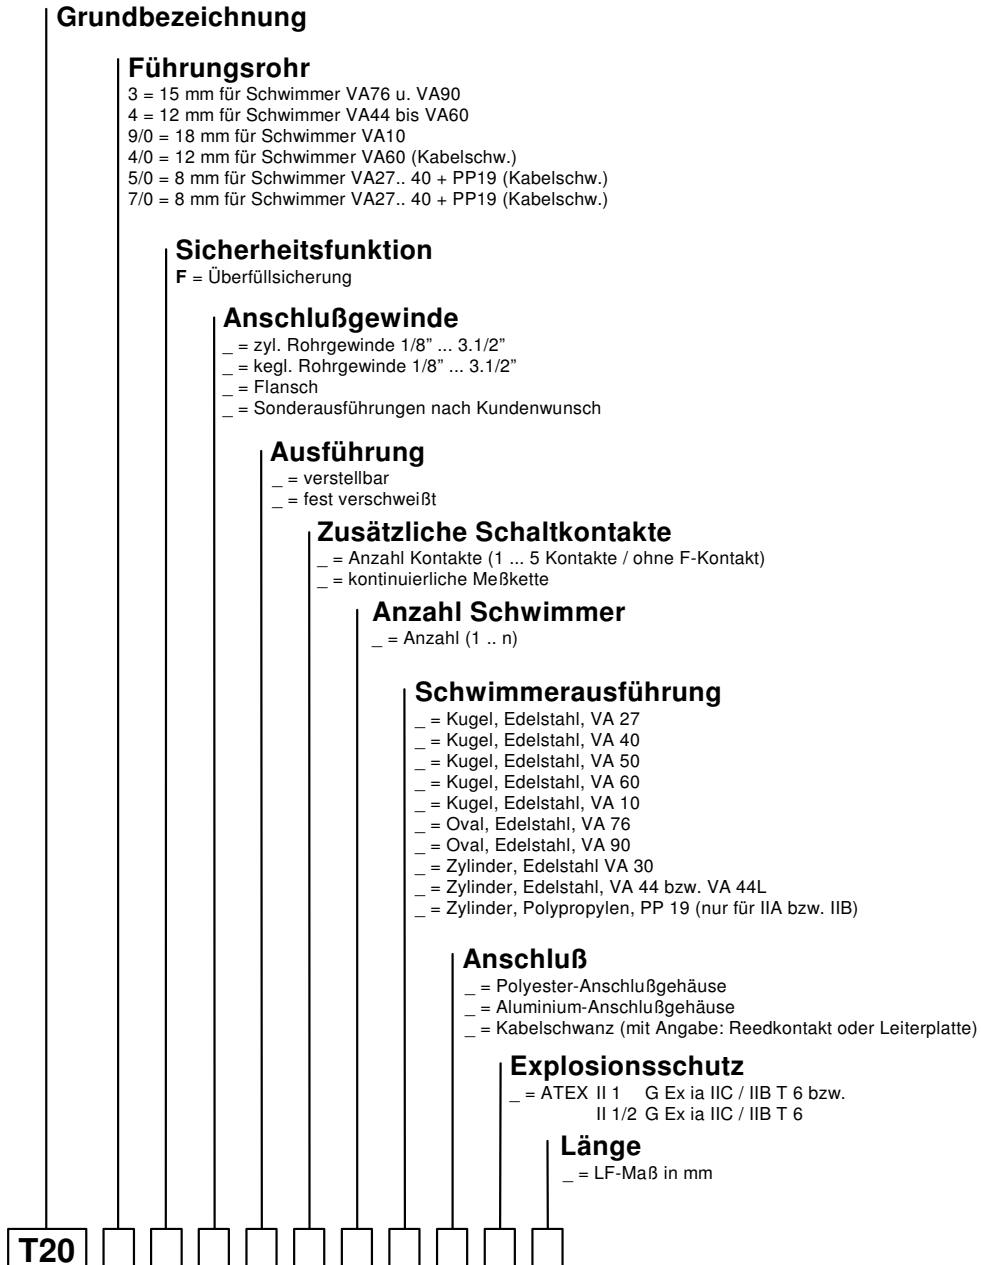 Grundbezeichnung
Führungsrohr
3 = 15 mm für Schwimmer VA76 u. VA90
4 = 12 mm für Schwimmer VA44 bis VA60
9/0 = 18 mm für Schwimmer VA10
4/0 = 12 mm für Schwimmer VA60 (Kabelschw.)
5/0 = 8 mm für Schwimmer VA27.. 40 + PP19 (Kabelschw.)
7/0 = 8 mm für Schwimmer VA27.. 40 + PP19 (Kabelschw.)
Sicherheitsfunktion
F = Überfüllsicherung
Anschlußgewinde
_ = zyl. Rohrgewinde 1/8” ... 3.1/2”
_ = kegl. Rohrgewinde 1/8” ... 3.1/2”
_ = Flansch
_ = Sonderausführungen nach Kundenwunsch
Ausführung
_ = verstellbar
_ = fest verschweißt
Zusätzliche Schaltkontakte
_ = Anzahl Kontakte (1 ... 5 Kontakte / ohne F-Kontakt)
_ = kontinuierliche Meßkette
Anzahl Schwimmer
_ = Anzahl (1 .. n)
Schwimmerausführung
_ = Kugel, Edelstahl, VA 27
_ = Kugel, Edelstahl, VA 40
_ = Kugel, Edelstahl, VA 50
_ = Kugel, Edelstahl, VA 60
_ = Kugel, Edelstahl, VA 10
_ = Oval, Edelstahl, VA 76
_ = Oval, Edelstahl, VA 90
_ = Zylinder, Edelstahl VA 30
_ = Zylinder, Edelstahl, VA 44 bzw. VA 44L
_ = Zylinder, Polypropylen, PP 19 (nur für IIA bzw. IIB)
Anschluß
_ = Polyester-Anschlußgehäuse
_ = Aluminium-Anschlußgehäuse
_ = Kabelschwanz (mit Angabe: Reedkontakt oder Leiterplatte)
Explosionsschutz
_ = ATEX II 1 G Ex ia IIC / IIB T 6 bzw.
II 1/2 G Ex ia IIC / IIB T 6
Länge
_ = LF-Maß in mm
T20